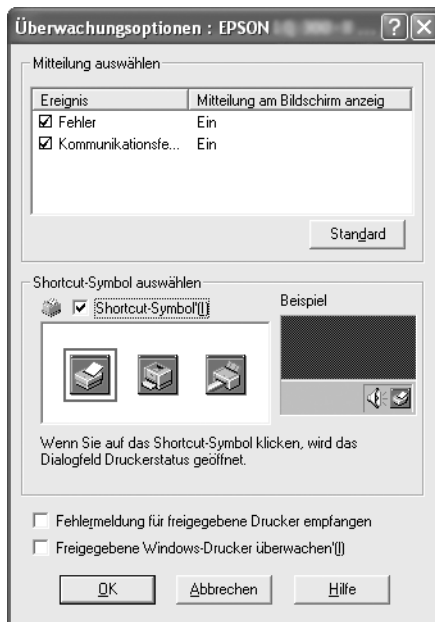 Überwachungsoptionen : EPSON ...
Mitteilung auswählen
Ereignis Mitteilung am Bildschirm anzeig
Fehler Ein
Kommunikationsfe... Ein
Standard
Shortcut-Symbol auswählen
Shortcut-Symbol'(I)
Beispiel
Wenn Sie auf das Shortcut-Symbol klicken, wird das
Dialogfeld Druckerstatus geöffnet.
Fehlermeldung für freigegebene Drucker empfangen
Freigegebene Windows-Drucker überwachen'(J)
OK Abbrechen Hilfe